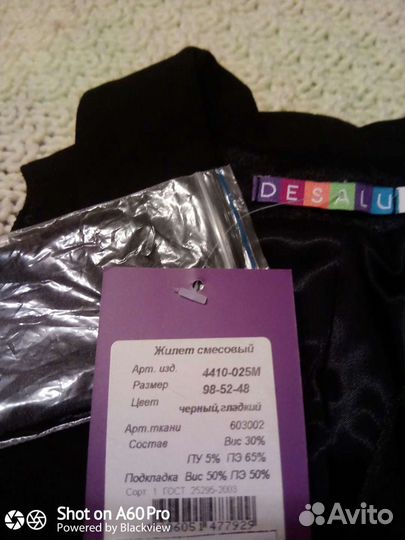 DESALU
Жилет смесовый
Арт. изд. 4410-025М
Размер 98-52-48
Цвет черный,гладкий
Арт.ткани 603002
Состав Вис 30%
ПУ 5% ПЭ 65%
Подкладка Вис 50% ПЭ 50%
Сорт 1 ГОСТ 25295-2003
477929
Shot on A60Pro
Powered by Blackview
Avito